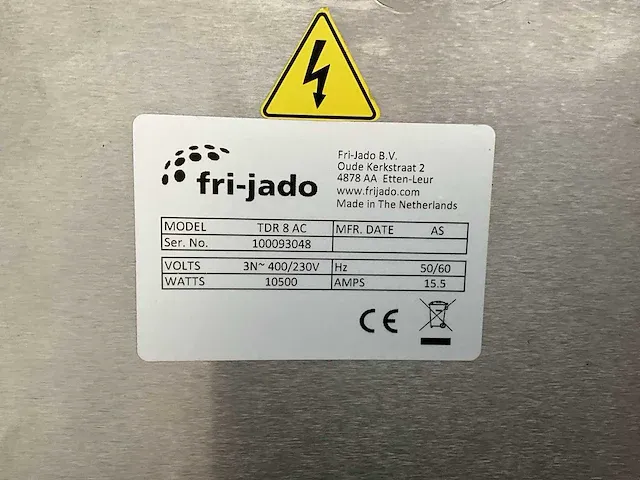 fri-jado
Fri-Jado B.V.
Oude Kerkstraat 2
4878 AA Etten-Leur
www.frijado.com
Made in The Netherlands
MODEL TDR 8 AC MFR. DATE AS
Ser. No. 100093048
VOLTS 3N~ 400/230V Hz 50/60
WATTS 10500 AMPS 15.5
CE